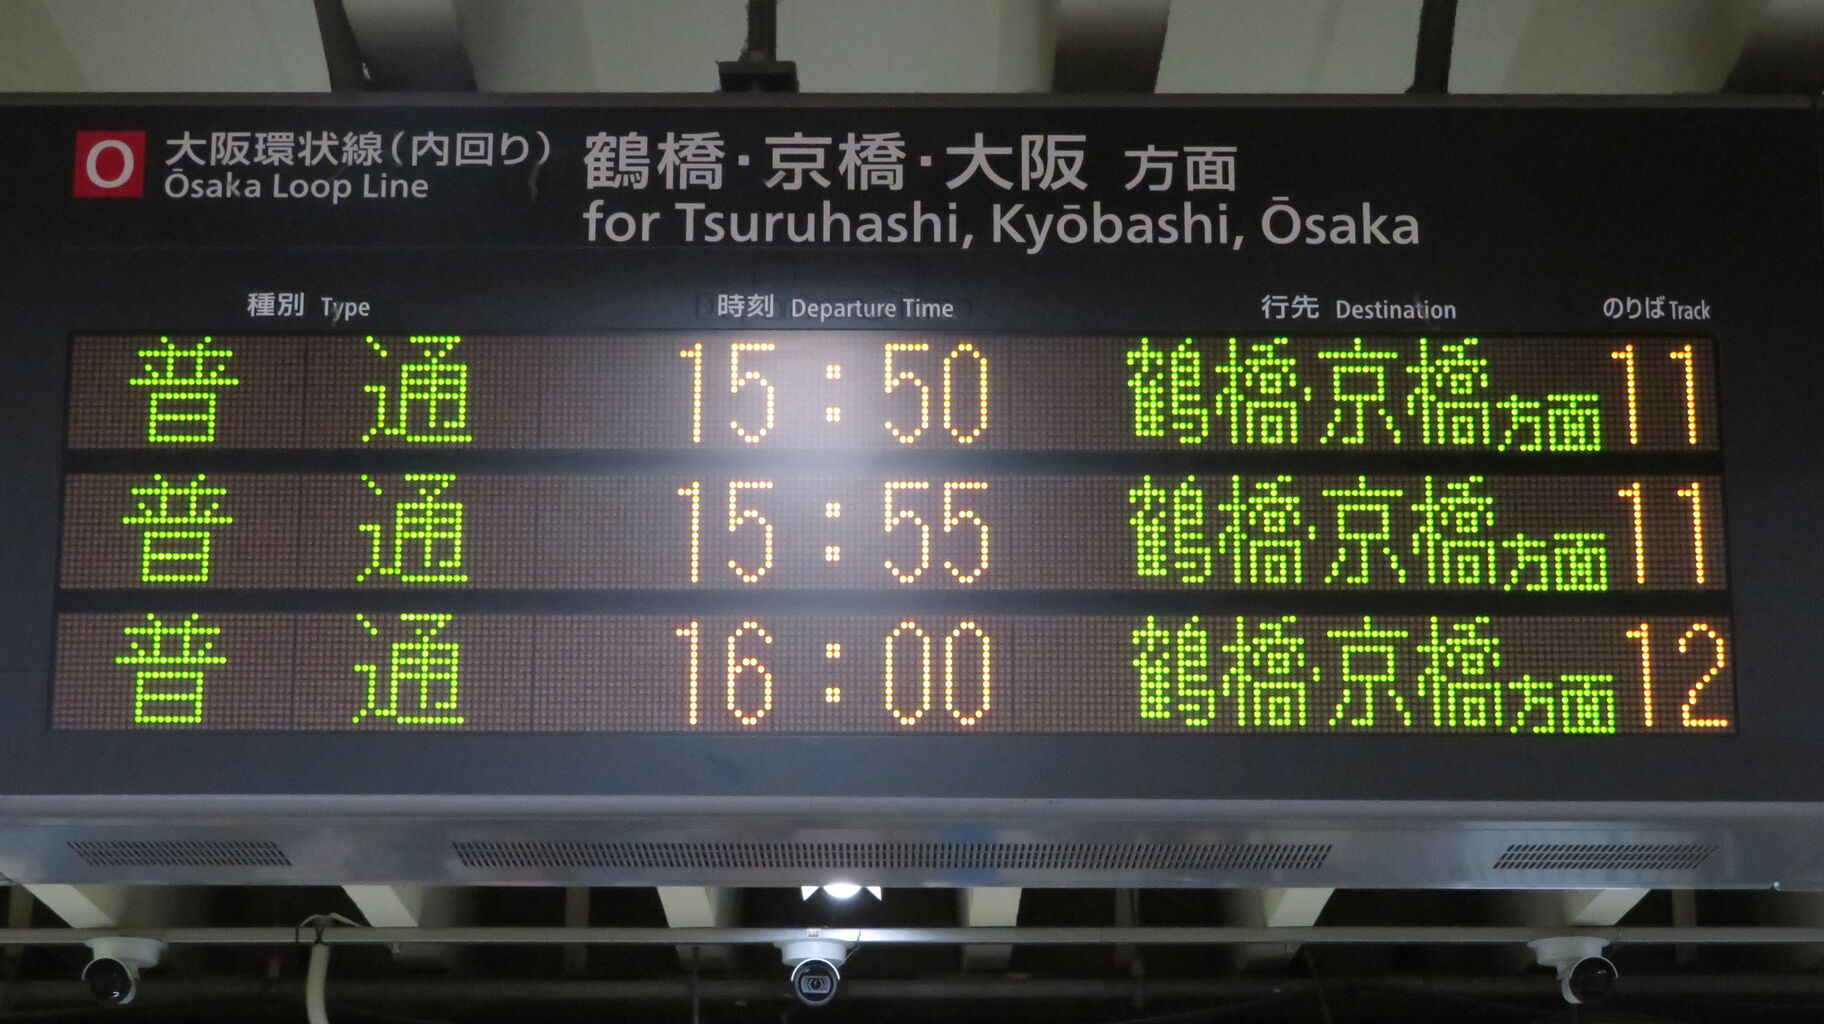 O 大阪環状線(内回り) 鶴橋・京橋・大阪 方面
Ōsaka Loop Line for Tsuruhashi, Kyōbashi, Ōsaka
種別 Type 時刻 Departure Time 行先 Destination のりば Track
普通 15:50 鶴橋・京橋方面 11
普通 15:55 鶴橋・京橋方面 11
普通 16:00 鶴橋・京橋方面 12